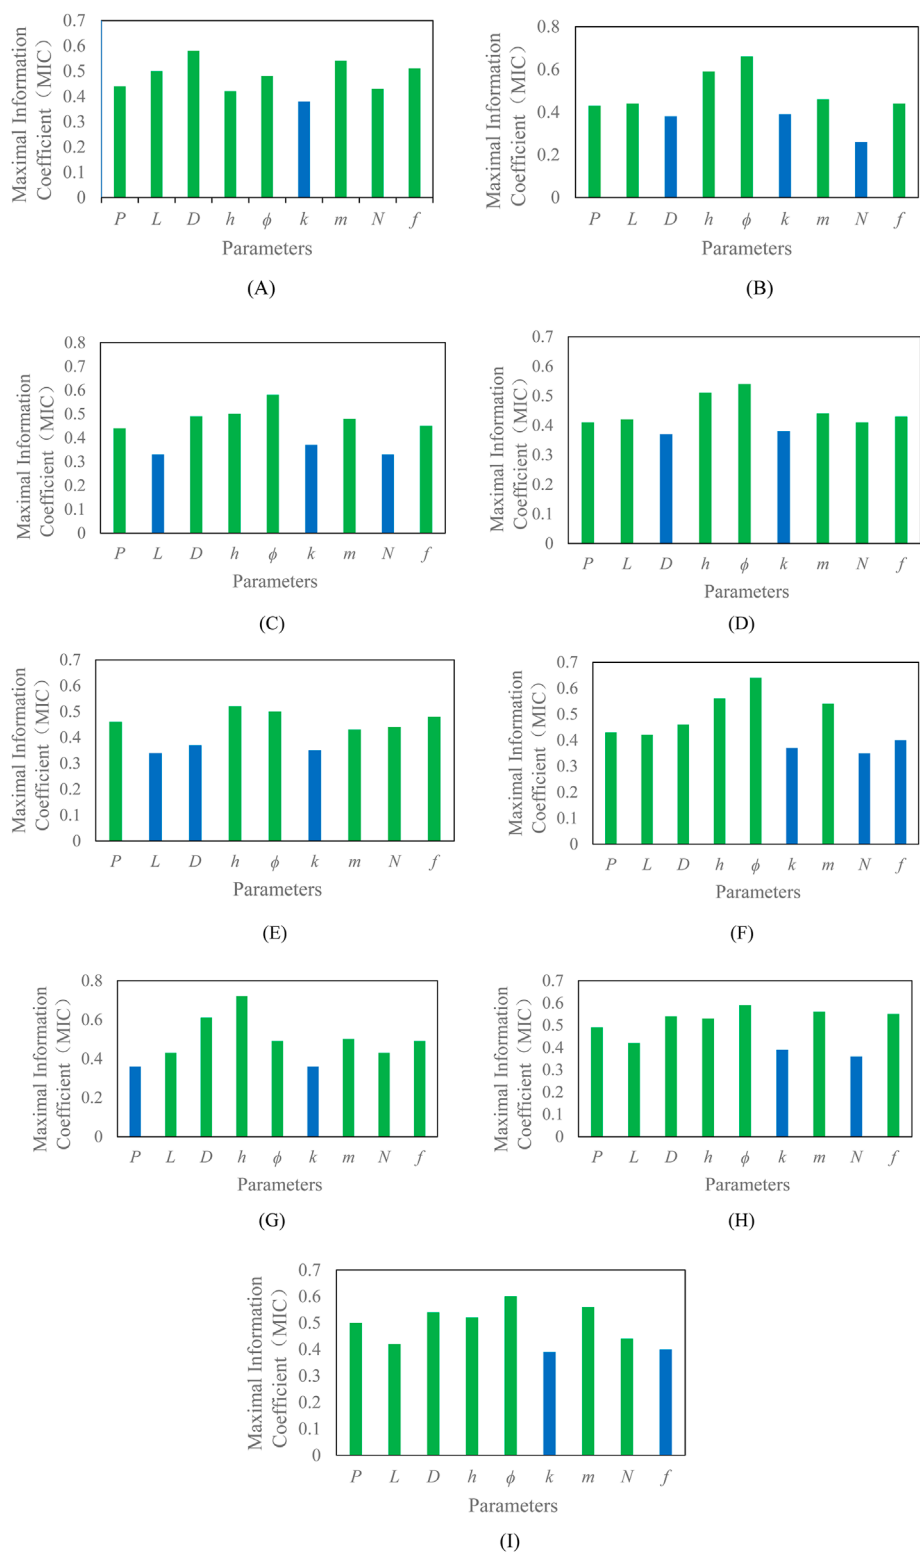 Maximal Information
Coefficient（MIC）
0.7
0.6
0.5
0.4
0.3
0.2
0.1
0
P L D h ϕ k m N f
Parameters
(A)
Maximal Information
Coefficient（MIC）
0.8
0.6
0.4
0.2
0
P L D h ϕ k m N f
Parameters
(B)
Maximal Information
Coefficient（MIC）
0.8
0.7
0.6
0.5
0.4
0.3
0.2
0.1
0
P L D h ϕ k m N f
Parameters
(C)
Maximal Information
Coefficient（MIC）
0.7
0.6
0.5
0.4
0.3
0.2
0.1
0
P L D h ϕ k m N f
Parameters
(D)
Maximal Information
Coefficient（MIC）
0.7
0.6
0.5
0.4
0.3
0.2
0.1
0
P L D h ϕ k m N f
Parameters
(E)
Maximal Information
Coefficient（MIC）
0.7
0.6
0.5
0.4
0.3
0.2
0.1
0
P L D h ϕ k m N f
Parameters
(F)
Maximal Information
Coefficient（MIC）
0.8
0.6
0.4
0.2
0
P L D h ϕ k m N f
Parameters
(G)
Maximal Information
Coefficient（MIC）
0.7
0.6
0.5
0.4
0.3
0.2
0.1
0
P L D h ϕ k m N f
Parameters
(H)
Maximal Information
Coefficient（MIC）
0.7
0.6
0.5
0.4
0.3
0.2
0.1
0
P L D h ϕ k m N f
Parameters
(I)